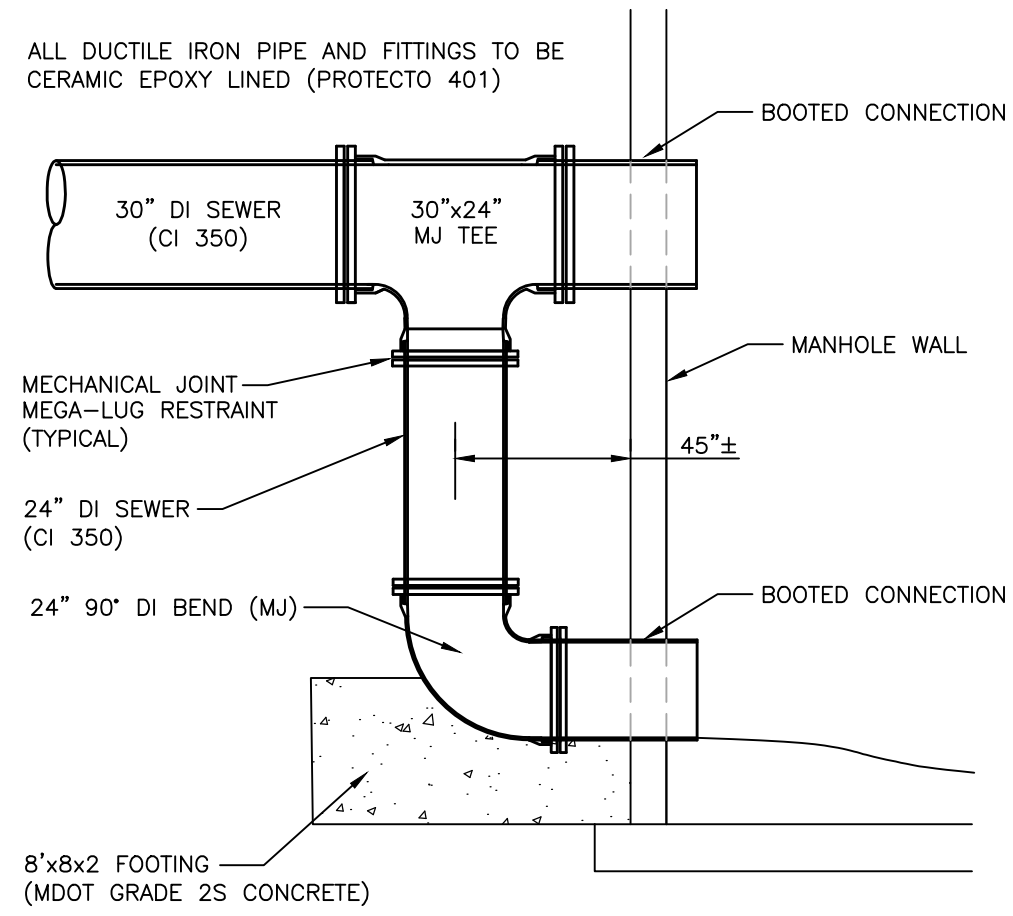 ALL DUCTILE IRON PIPE AND FITTINGS TO BE
CERAMIC EPOXY LINED (PROTECTO 401)
BOOTED CONNECTION
30" DI SEWER
(Cl 350)
30"x24"
MJ TEE
MANHOLE WALL
MECHANICAL JOINT
MEGA-LUG RESTRAINT
(TYPICAL)
45"±
24" DI SEWER
(Cl 350)
24" 90° DI BEND (MJ)
BOOTED CONNECTION
8'x8x2 FOOTING
(MDOT GRADE 2S CONCRETE)